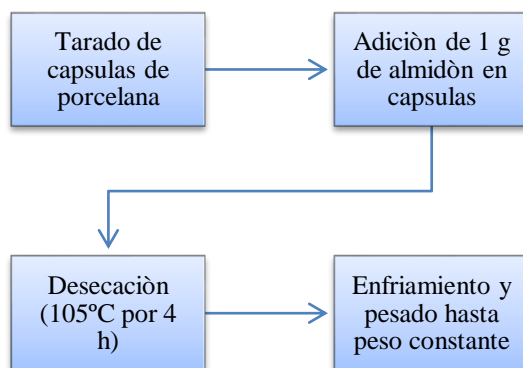 Tarado de
capsulas de
porcelana
Adiciòn de 1 g
de almidòn en
capsulas
Desecaciòn
(105ºC por 4
h)
Enfriamiento y
pesado hasta
peso constante